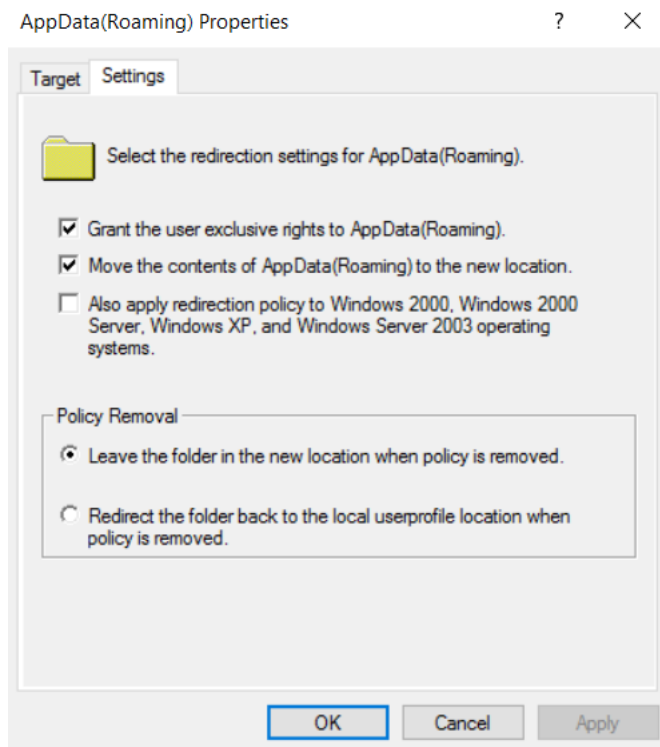 AppData(Roaming) Properties
?
Target
Settings
Select the redirection settings for AppData(Roaming).
Grant the user exclusive rights to AppData(Roaming).
Move the contents of AppData(Roaming) to the new location.
Also apply redirection policy to Windows 2000, Windows 2000
Server, Windows XP, and Windows Server 2003 operating
systems.
Policy Removal
Leave the folder in the new location when policy is removed.
Redirect the folder back to the local userprofile location when
policy is removed.
OK
Cancel
Apply